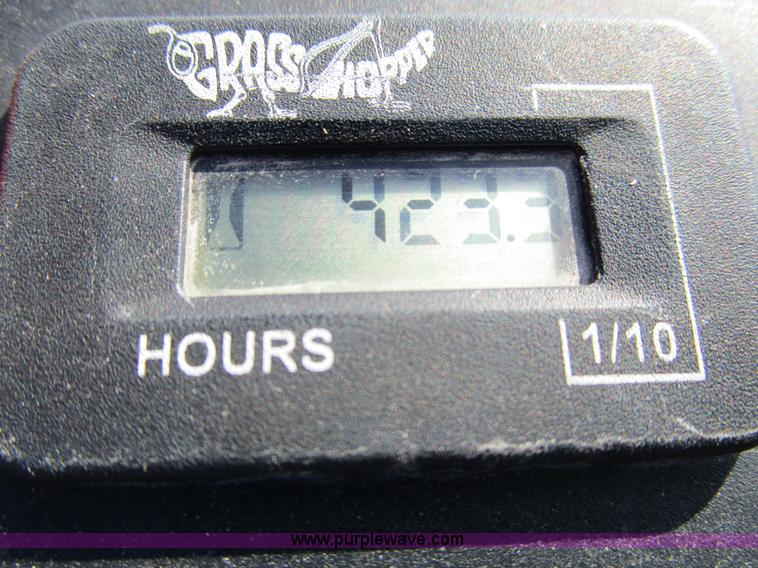 GRASSHOPPER
423.3
HOURS
1/10
www.purplewave.com